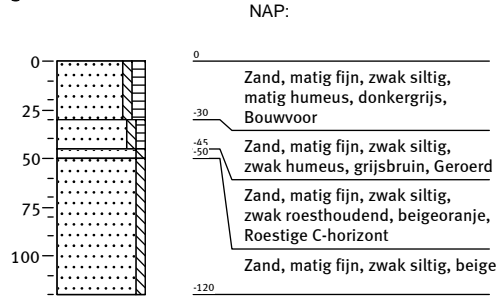 NAP:
0
0
Zand, matig fijn, zwak siltig,
matig humeus, donkergrijs,
Bouwvoor
25
-30
-45
Zand, matig fijn, zwak siltig,
zwak humeus, grijsbruin, Geroerd
50
-50
Zand, matig fijn, zwak siltig,
zwak roesthoudend, beigeoranje,
Roestige C-horizont
75
100
Zand, matig fijn, zwak siltig, beige
-120